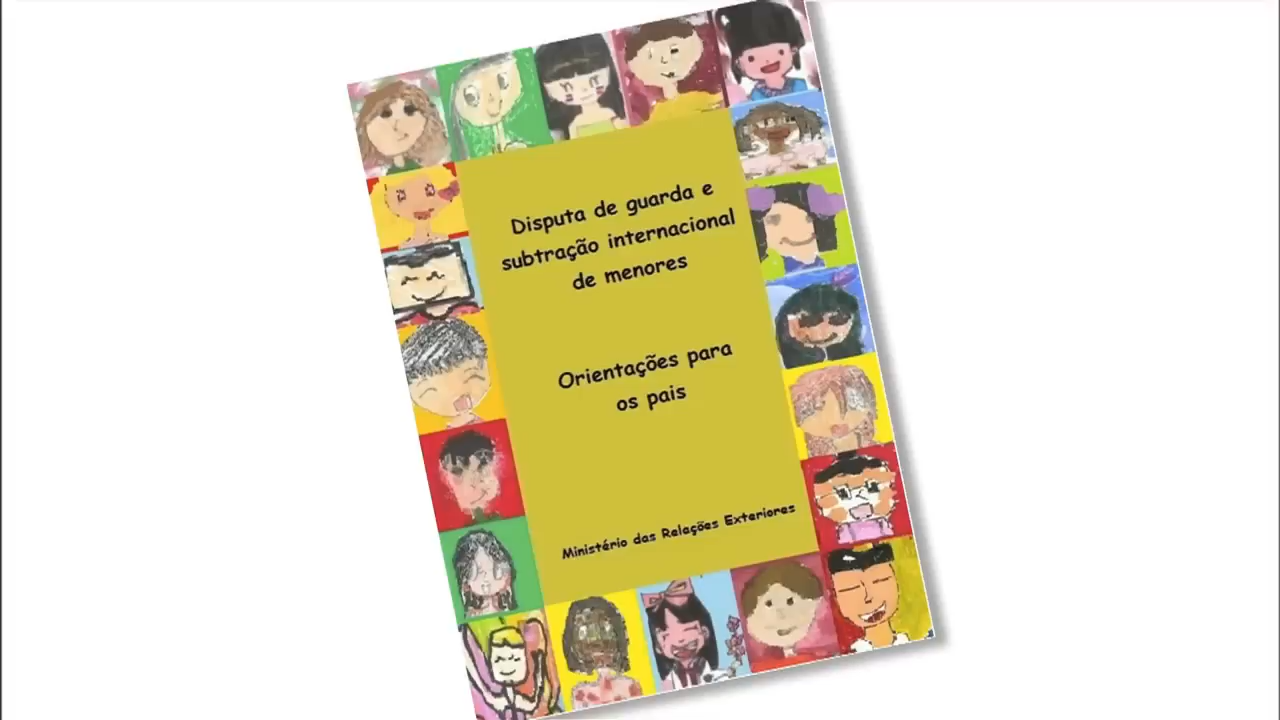 Disputa de guarda e
subtração internacional
de menores
Orientações para
os pais
Ministério das Relações Exteriores